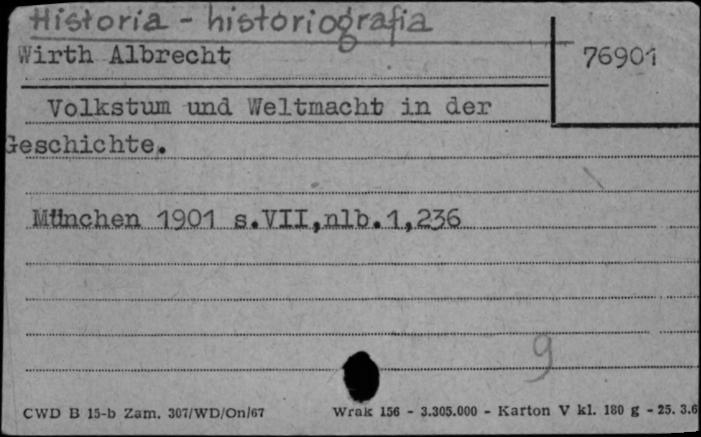 Historia - historiografia
Wirth Albrecht
76901
Volkstum und Weltmacht in der
Geschichte.
München 1901 s.VII,nlb.1,236
9
CWD B 15-b Zam. 307/WD/On/67
Wrak 156 - 3.305.000 - Karton V kl. 180 g - 25. 3.6